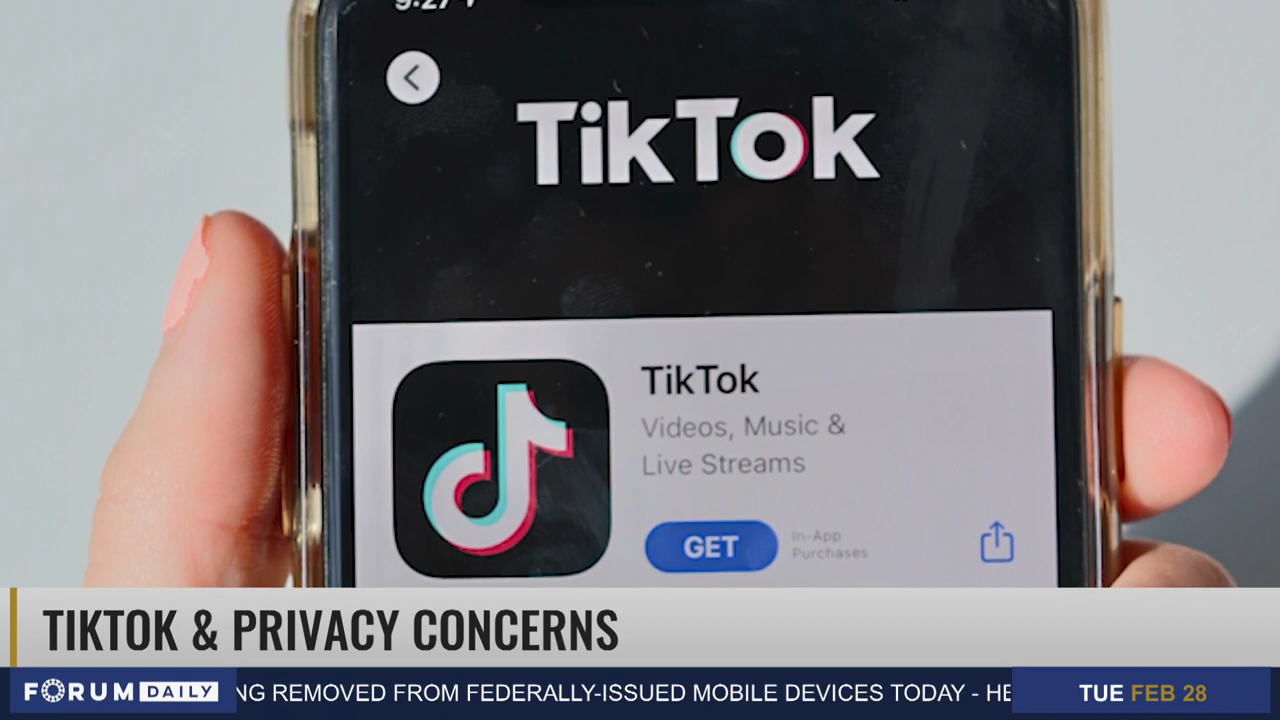 TikTok
TikTok
Videos, Music &
Live Streams
GET
In-App
Purchases
TIKTOK & PRIVACY CONCERNS
FORUM DAILY
NG REMOVED FROM FEDERALLY-ISSUED MOBILE DEVICES TODAY - HE
TUE FEB 28